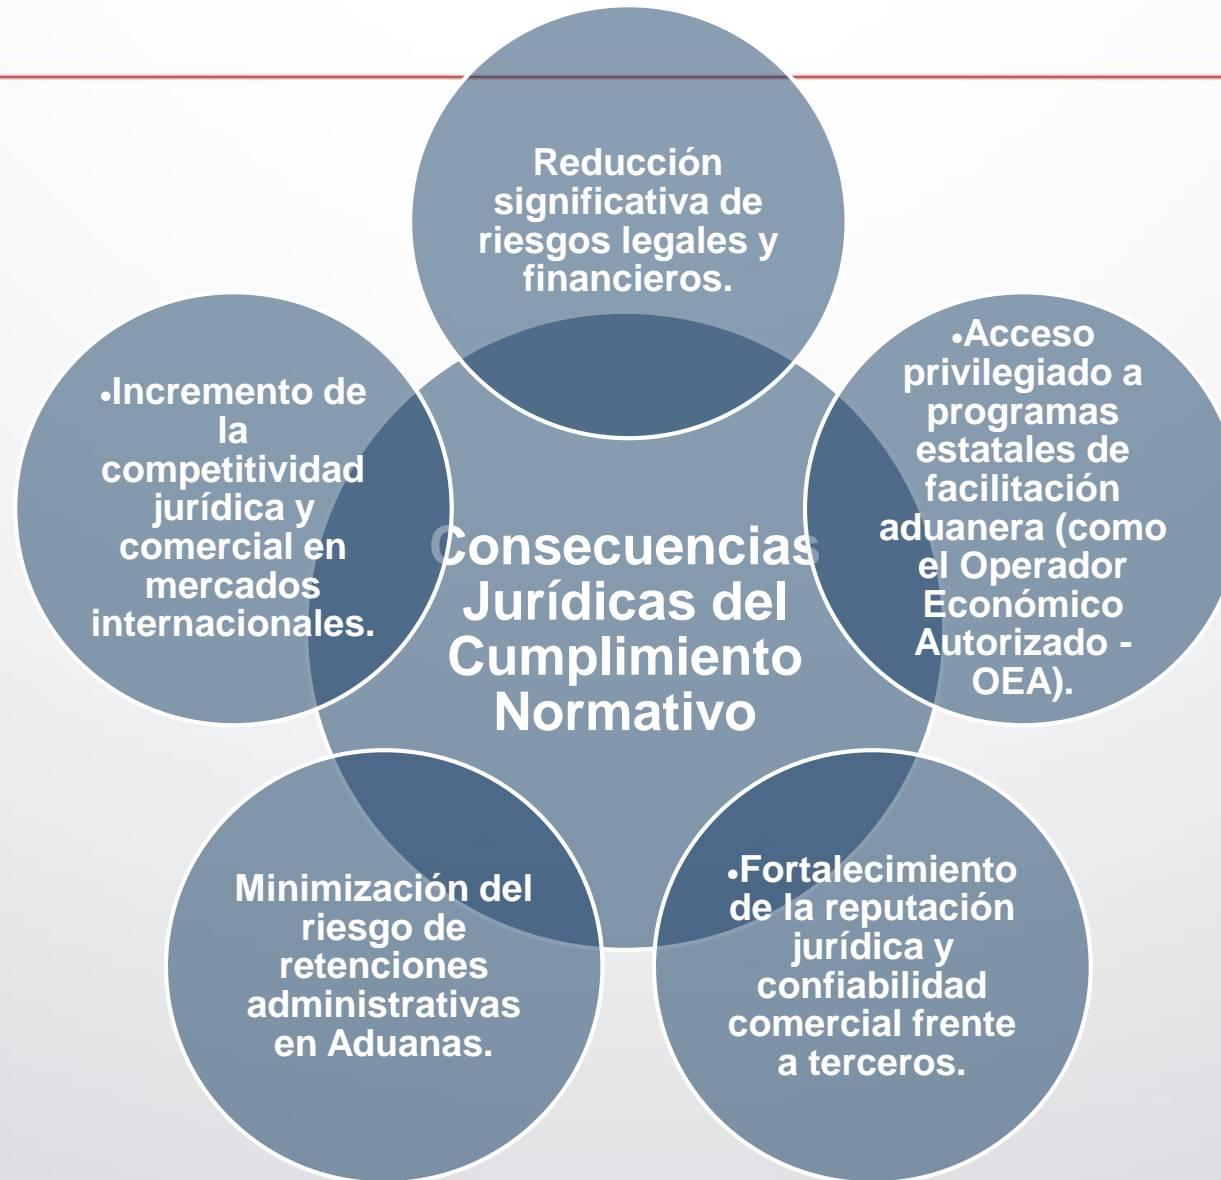 Reducción
significativa de
riesgos legales y
financieros.
•Acceso
privilegiado a
programas
estatales de
facilitación
aduanera (como
el Operador
Económico
Autorizado -
OEA).
•Fortalecimiento
de la reputación
jurídica y
confiabilidad
comercial frente
a terceros.
Minimización del
riesgo de
retenciones
administrativas
en Aduanas.
•Incremento de
la
competitividad
jurídica y
comercial en
mercados
internacionales.
Consecuencias
Jurídicas del
Cumplimiento
Normativo